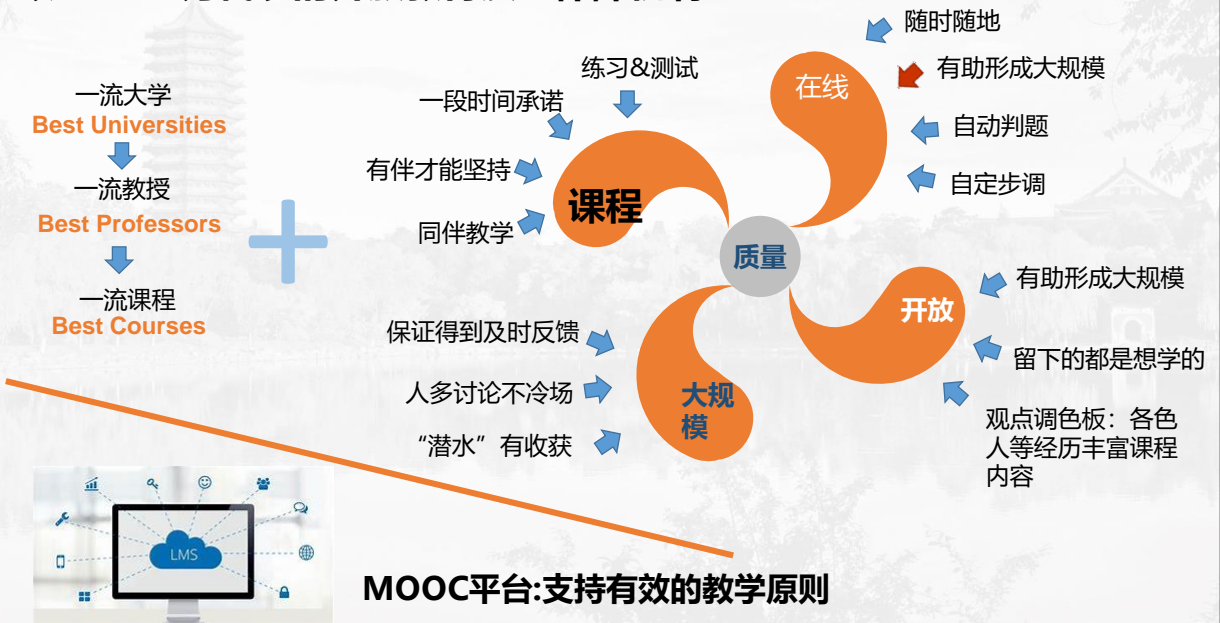 一流大学
Best Universities
一流教授
Best Professors
一流课程
Best Courses
练习&测试
一段时间承诺
有伴才能坚持
同伴教学
课程
随时随地
有助形成大规模
自动判题
自定步调
在线
质量
有助形成大规模
留下的都是想学的
观点调色板：各色
人等经历丰富课程
内容
开放
保证得到及时反馈
人多讨论不冷场
“潜水”有收获
大规
模
LMS
MOOC平台:支持有效的教学原则